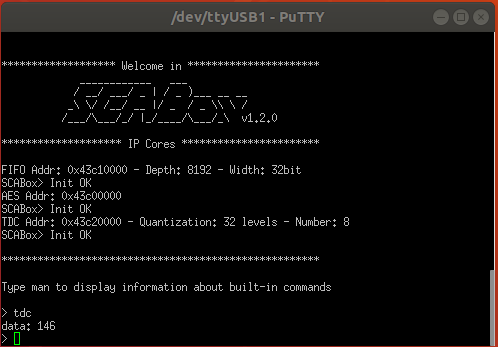 /dev/ttyUSB1 - PuTTY
******************* Welcome in **********************
SCABox v1.2.0
******************** IP Cores ***********************
FIFO Addr: 0x43c10000 - Depth: 8192 - Width: 32bit
SCABox> Init OK
AES Addr: 0x43c00000
SCABox> Init OK
TDC Addr: 0x43c20000 - Quantization: 32 levels - Number: 8
SCABox> Init OK
*****************************************************
Type man to display information about built-in commands
> tdc
data: 146
>